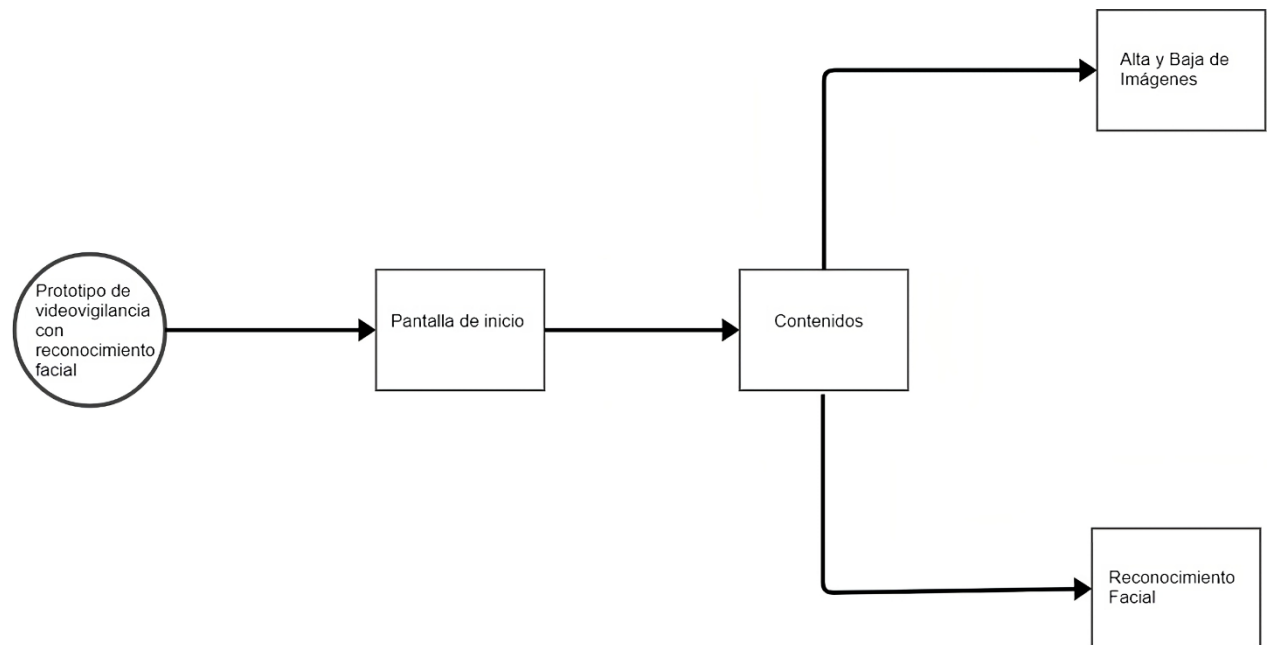 Prototipo de
videovigilancia
con
reconocimiento
facial
Pantalla de inicio
Contenidos
Alta y Baja de
Imágenes
Reconocimiento
Facial